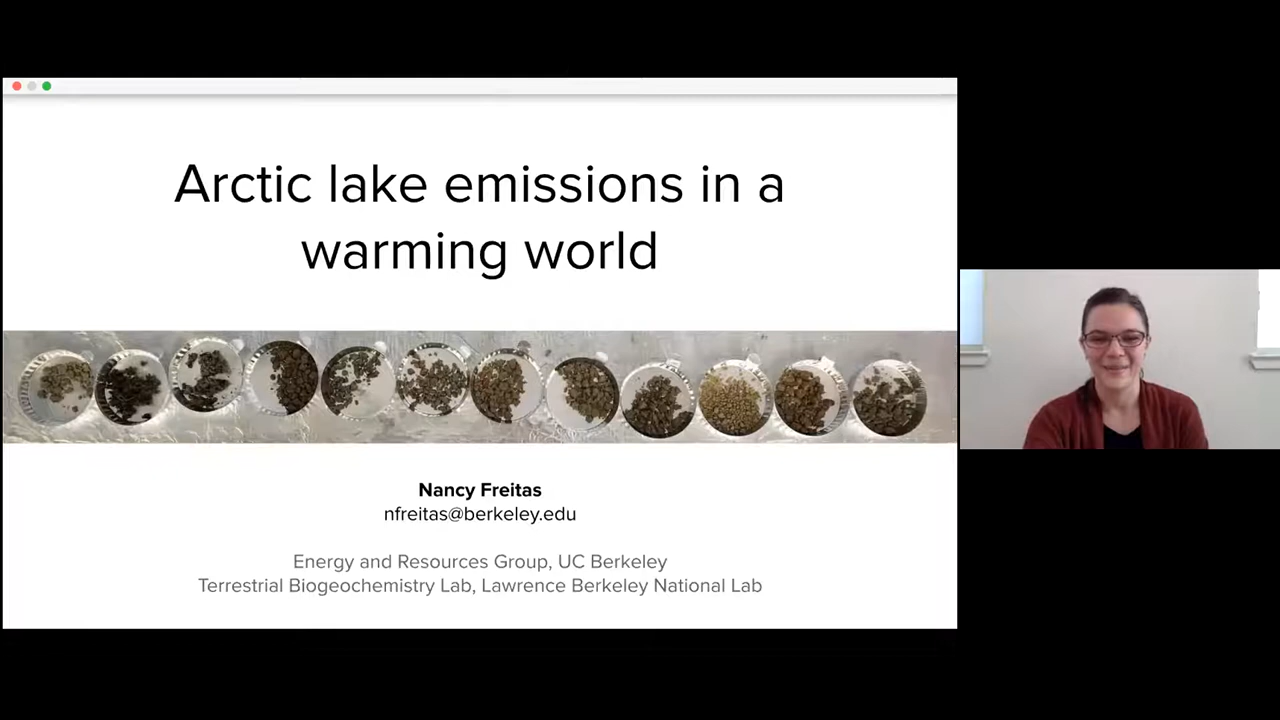 Arctic lake emissions in a
warming world
Nancy Freitas
nfreitas@berkeley.edu
Energy and Resources Group, UC Berkeley
Terrestrial Biogeochemistry Lab, Lawrence Berkeley National Lab